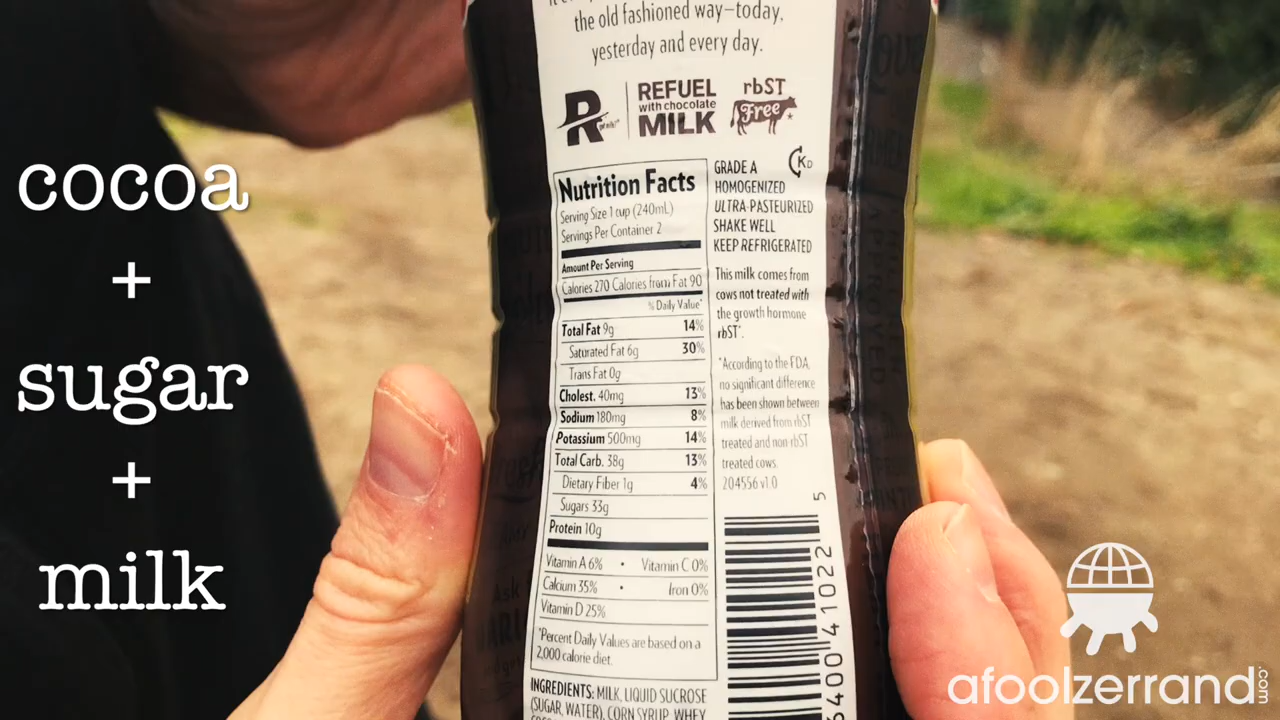 cocoa
+
sugar
+
milk
the old fashioned way—today,
yesterday and every day.
REFUEL
with chocolate
MILK
rbST
Free
K D
GRADE A
HOMOGENIZED
ULTRA-PASTEURIZED
SHAKE WELL
KEEP REFRIGERATED
This milk comes from
cows not treated with
the growth hormone
rbST*.
*According to the FDA,
no significant difference
has been shown between
milk derived from rbST
treated and non-rbST
treated cows.
204556 v1.0
Nutrition Facts
Serving Size 1 cup (240mL)
Servings Per Container 2
Amount Per Serving
Calories 270 Calories from Fat 90
% Daily Value*
Total Fat 9g 14%
Saturated Fat 6g 30%
Trans Fat 0g
Cholest. 40mg 13%
Sodium 180mg 8%
Potassium 500mg 14%
Total Carb. 38g 13%
Dietary Fiber 1g 4%
Sugars 33g
Protein 10g
Vitamin A 6% • Vitamin C 0%
Calcium 35% • Iron 0%
Vitamin D 25%
*Percent Daily Values are based on a
2,000 calorie diet.
INGREDIENTS: MILK, LIQUID SUCROSE
(SUGAR, WATER), CORN SYRUP, WHEY
6400 41022 5
afoolzerrand.com